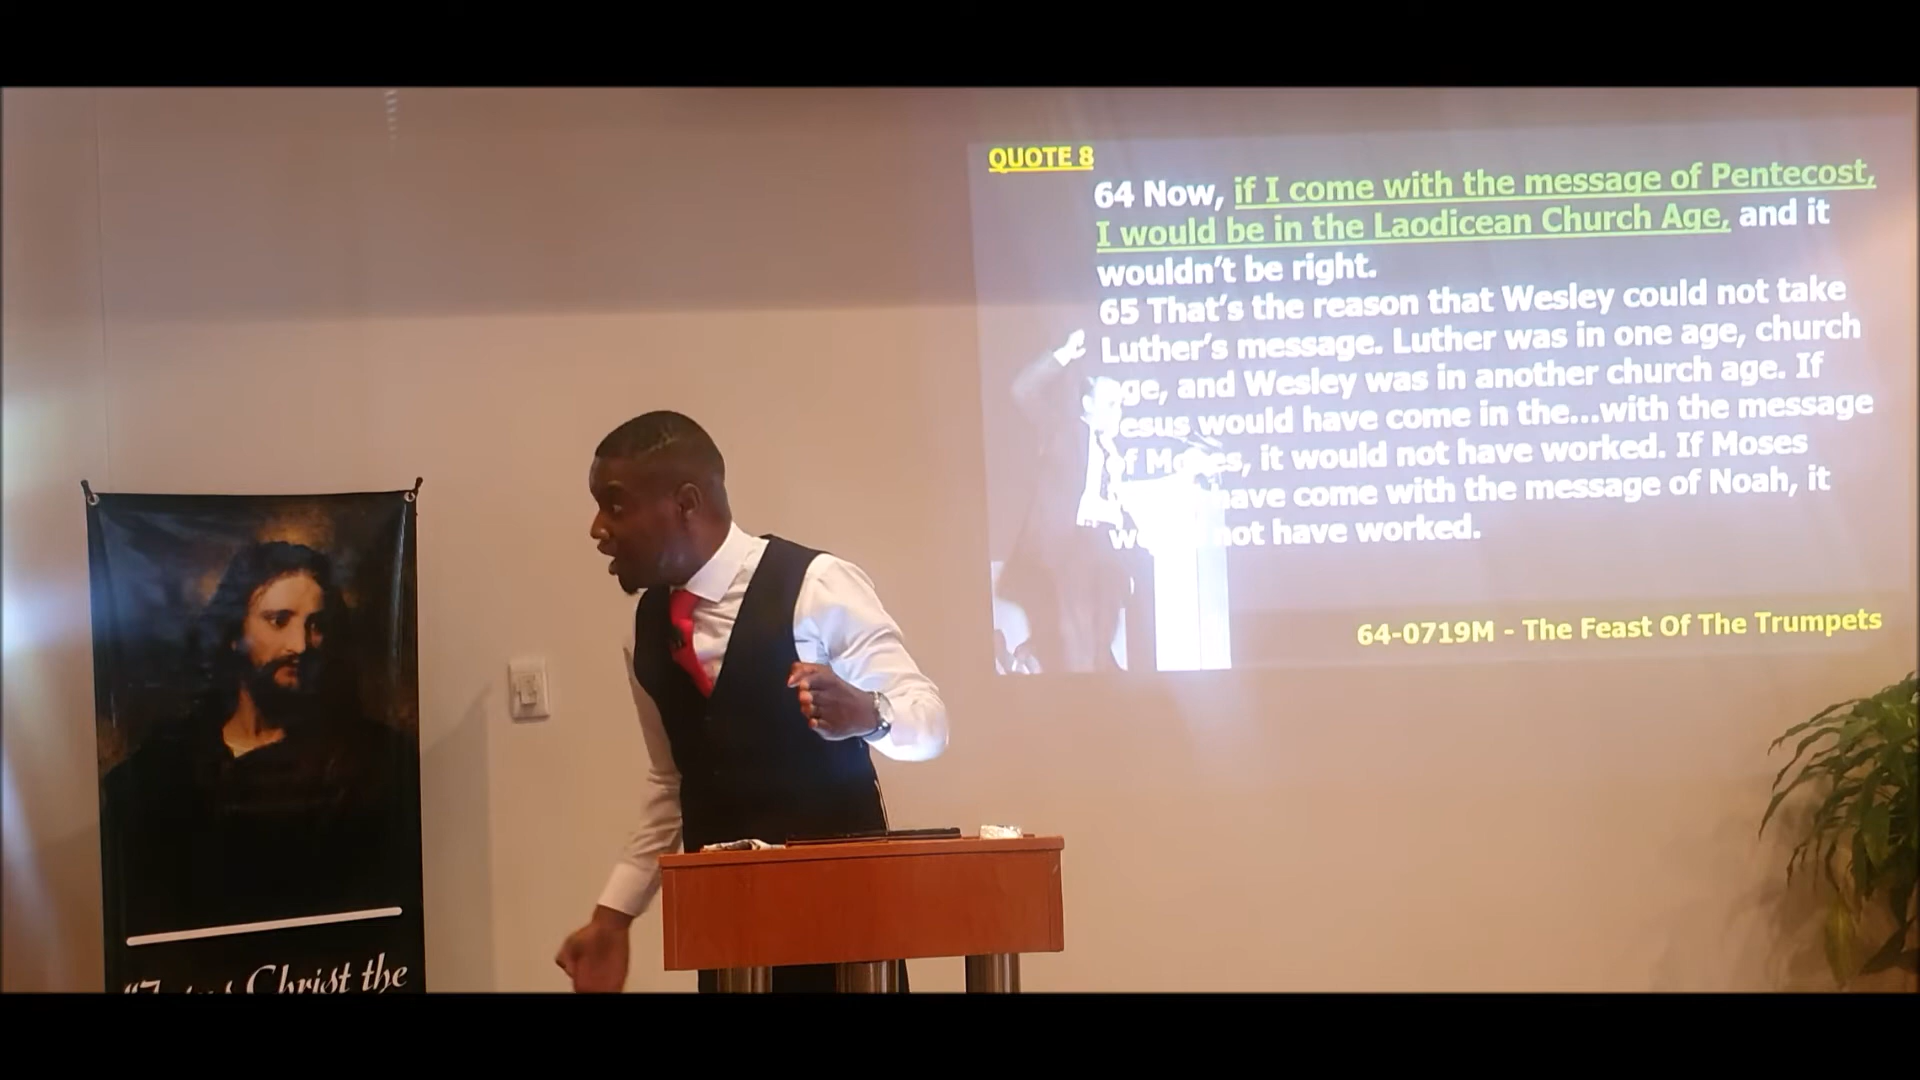 QUOTE 8
64 Now, if I come with the message of Pentecost,
I would be in the Laodicean Church Age, and it
wouldn't be right.
65 That's the reason that Wesley could not take
Luther's message. Luther was in one age, church
age, and Wesley was in another church age. If
Jesus would have come in the...with the message
of Moses, it would not have worked. If Moses
have come with the message of Noah, it
not have worked.
64-0719M - The Feast Of The Trumpets
Christ the